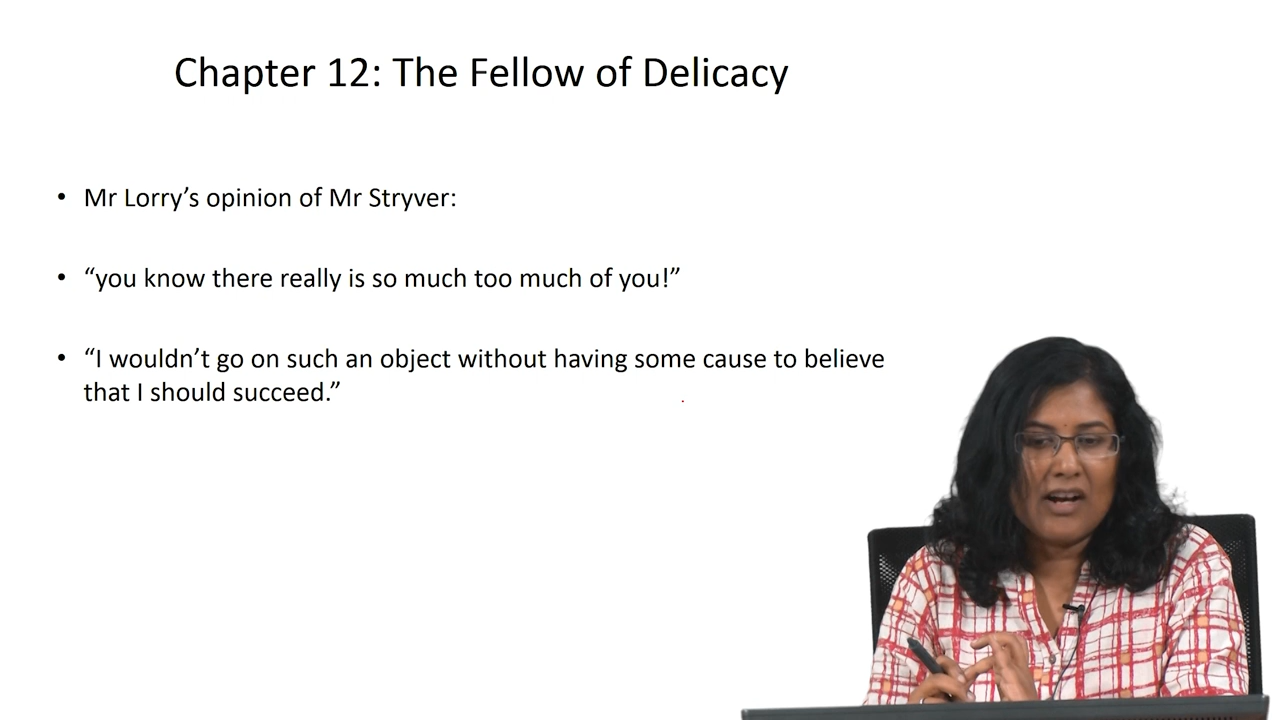 Chapter 12: The Fellow of Delicacy
• Mr Lorry’s opinion of Mr Stryver:
• “you know there really is so much too much of you!”
• “I wouldn’t go on such an object without having some cause to believe
that I should succeed.”